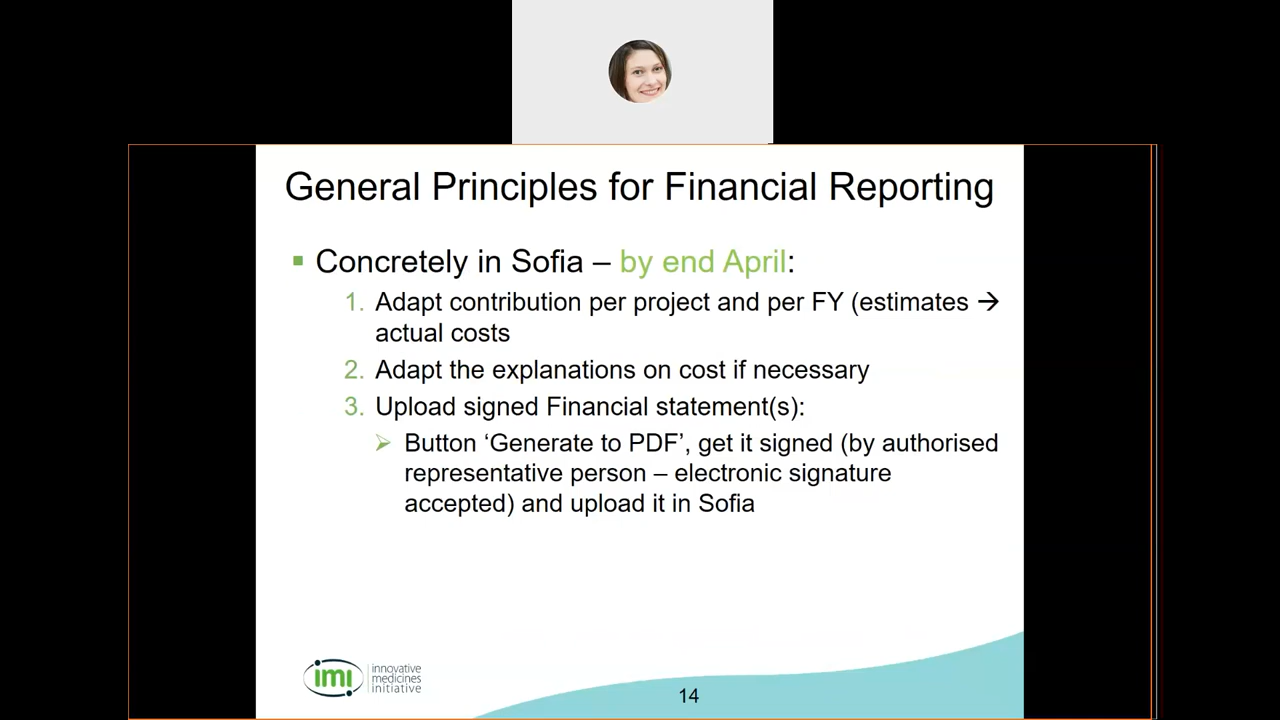 General Principles for Financial Reporting
▪ Concretely in Sofia – by end April:
1. Adapt contribution per project and per FY (estimates →
actual costs
2. Adapt the explanations on cost if necessary
3. Upload signed Financial statement(s):
➢ Button ‘Generate to PDF’, get it signed (by authorised
representative person – electronic signature
accepted) and upload it in Sofia
imi
innovative
medicines
initiative
14